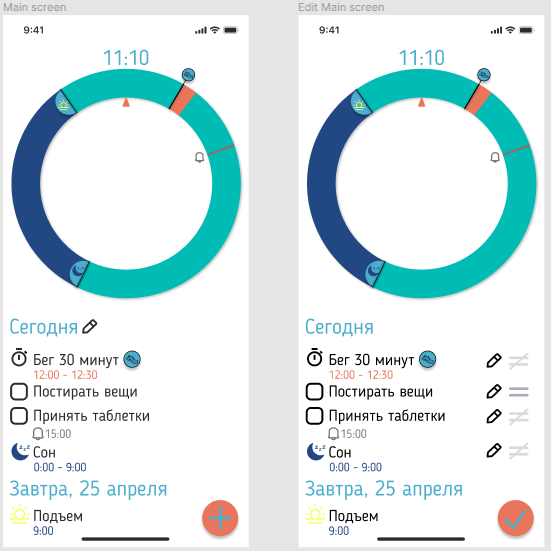 Main screen
9:41
11:10
Сегодня
Бег 30 минут
12:00 - 12:30
Постирать вещи
Принять таблетки
15:00
zzz
Сон
0:00 - 9:00
Завтра, 25 апреля
Подъем
9:00
Edit Main screen
9:41
11:10
Сегодня
Бег 30 минут
12:00 - 12:30
Постирать вещи
Принять таблетки
15:00
zzz
Сон
0:00 - 9:00
Завтра, 25 апреля
Подъем
9:00